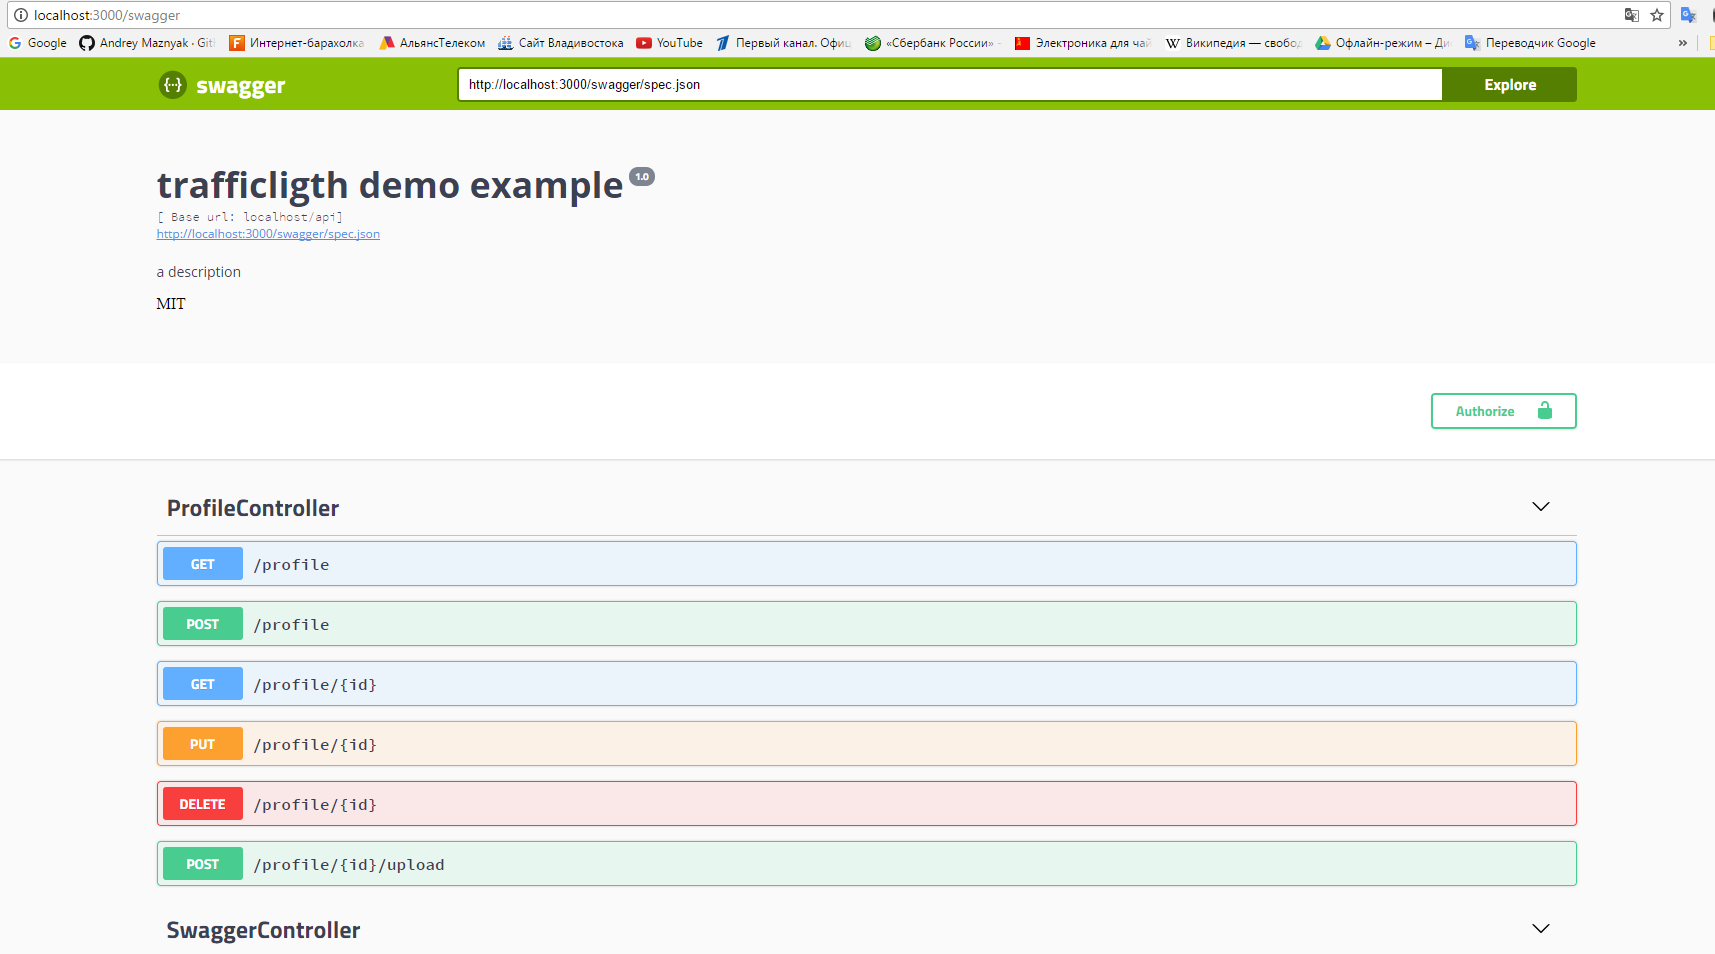 localhost:3000/swagger
Google Andrey Maznyak · Git Интернет-барахолка АльянсТелеком Сайт Владивостока YouTube Первый канал. Офиц «Сбербанк России» - Электроника для чай W Википедия — свобод Офлайн-режим – Ди Переводчик Google »
{··} swagger http://localhost:3000/swagger/spec.json Explore
trafficligth demo example 1.0
[ Base url: localhost/api]
http://localhost:3000/swagger/spec.json
a description
MIT
Authorize
ProfileController
GET /profile
POST /profile
GET /profile/{id}
PUT /profile/{id}
DELETE /profile/{id}
POST /profile/{id}/upload
SwaggerController